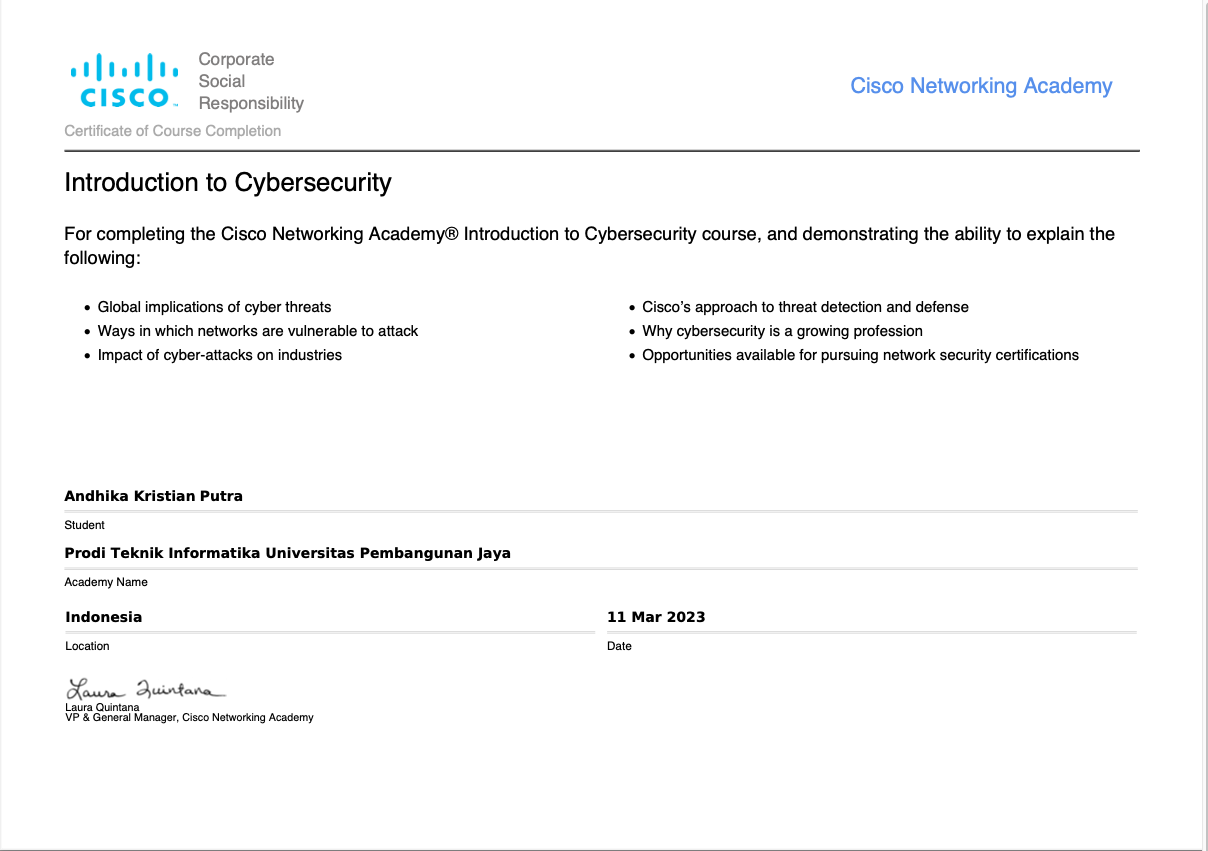 CISCO™
Corporate
Social
Responsibility
Cisco Networking Academy
Certificate of Course Completion
Introduction to Cybersecurity
For completing the Cisco Networking Academy® Introduction to Cybersecurity course, and demonstrating the ability to explain the
following:
• Global implications of cyber threats
• Ways in which networks are vulnerable to attack
• Impact of cyber-attacks on industries
• Cisco’s approach to threat detection and defense
• Why cybersecurity is a growing profession
• Opportunities available for pursuing network security certifications
Andhika Kristian Putra
Student
Prodi Teknik Informatika Universitas Pembangunan Jaya
Academy Name
Indonesia
Location
11 Mar 2023
Date
Laura Quintana
Laura Quintana
VP & General Manager, Cisco Networking Academy